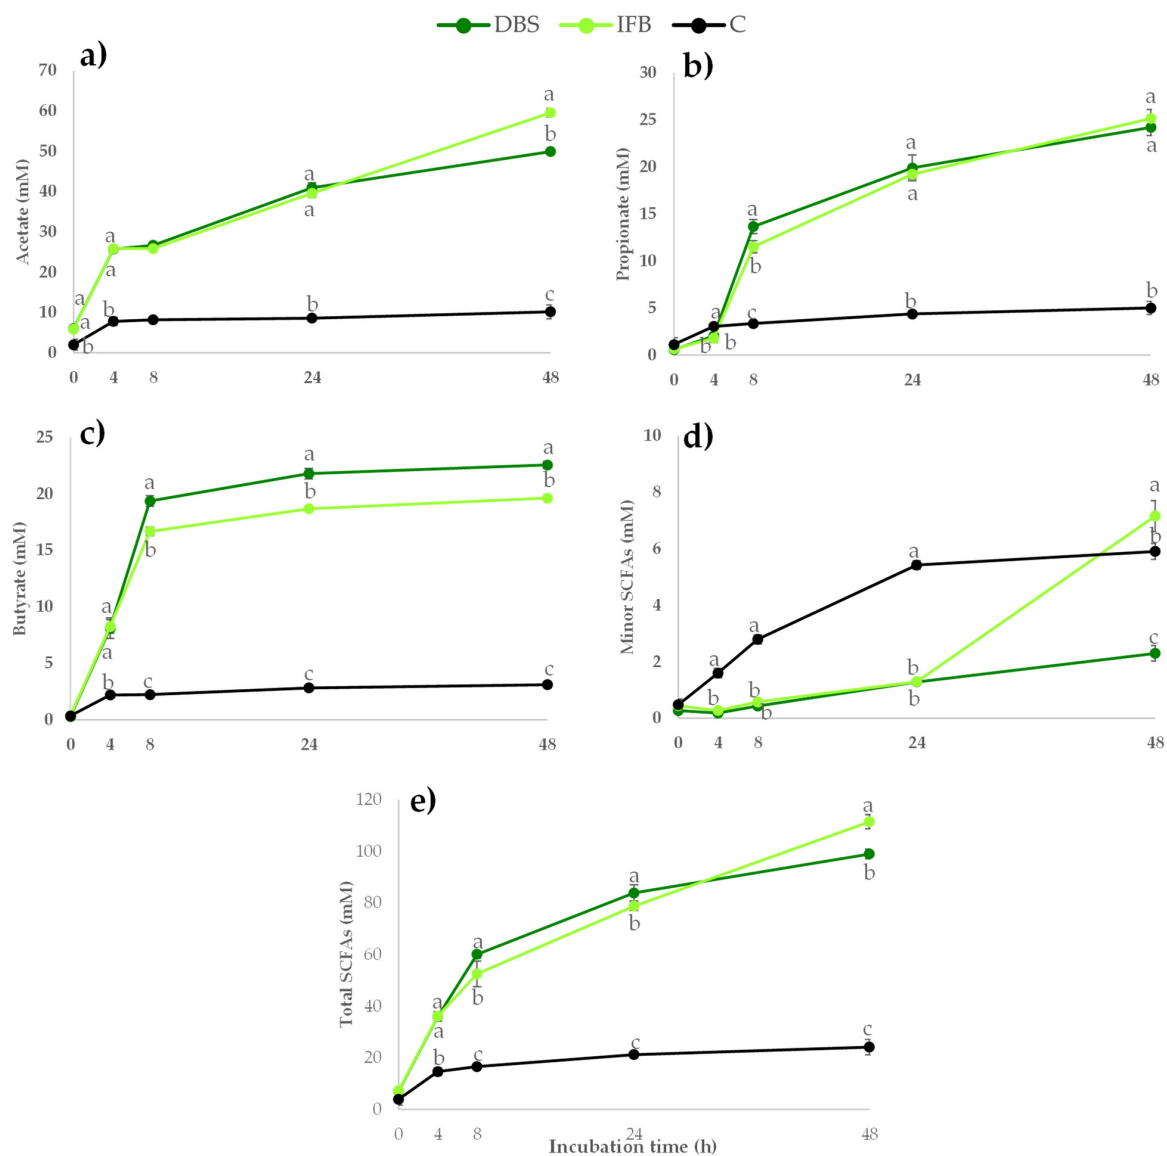 DBS IFB C
a)
70
60
50
40
30
20
10
0
Acetate (mM)
a
b
a
a
a
a
a
a
b
b
b
c
0 4 8 24 48
b)
30
25
20
15
10
5
0
Propionate (mM)
a
a
a
a
a
b
a
c
b
b
b
b
0 4 8 24 48
c)
25
20
15
10
5
0
Butyrate (mM)
a
a
a
b
b
b
a
a
b
c
c
c
0 4 8 24 48
d)
10
8
6
4
2
0
Minor SCFAs (mM)
a
b
a
a
a
c
b
b
b
b
b
0 4 8 24 48
e)
120
100
80
60
40
20
0
Total SCFAs (mM)
a
b
a
b
a
b
a
a
b
c
c
c
0 4 8 24 48
Incubation time (h)